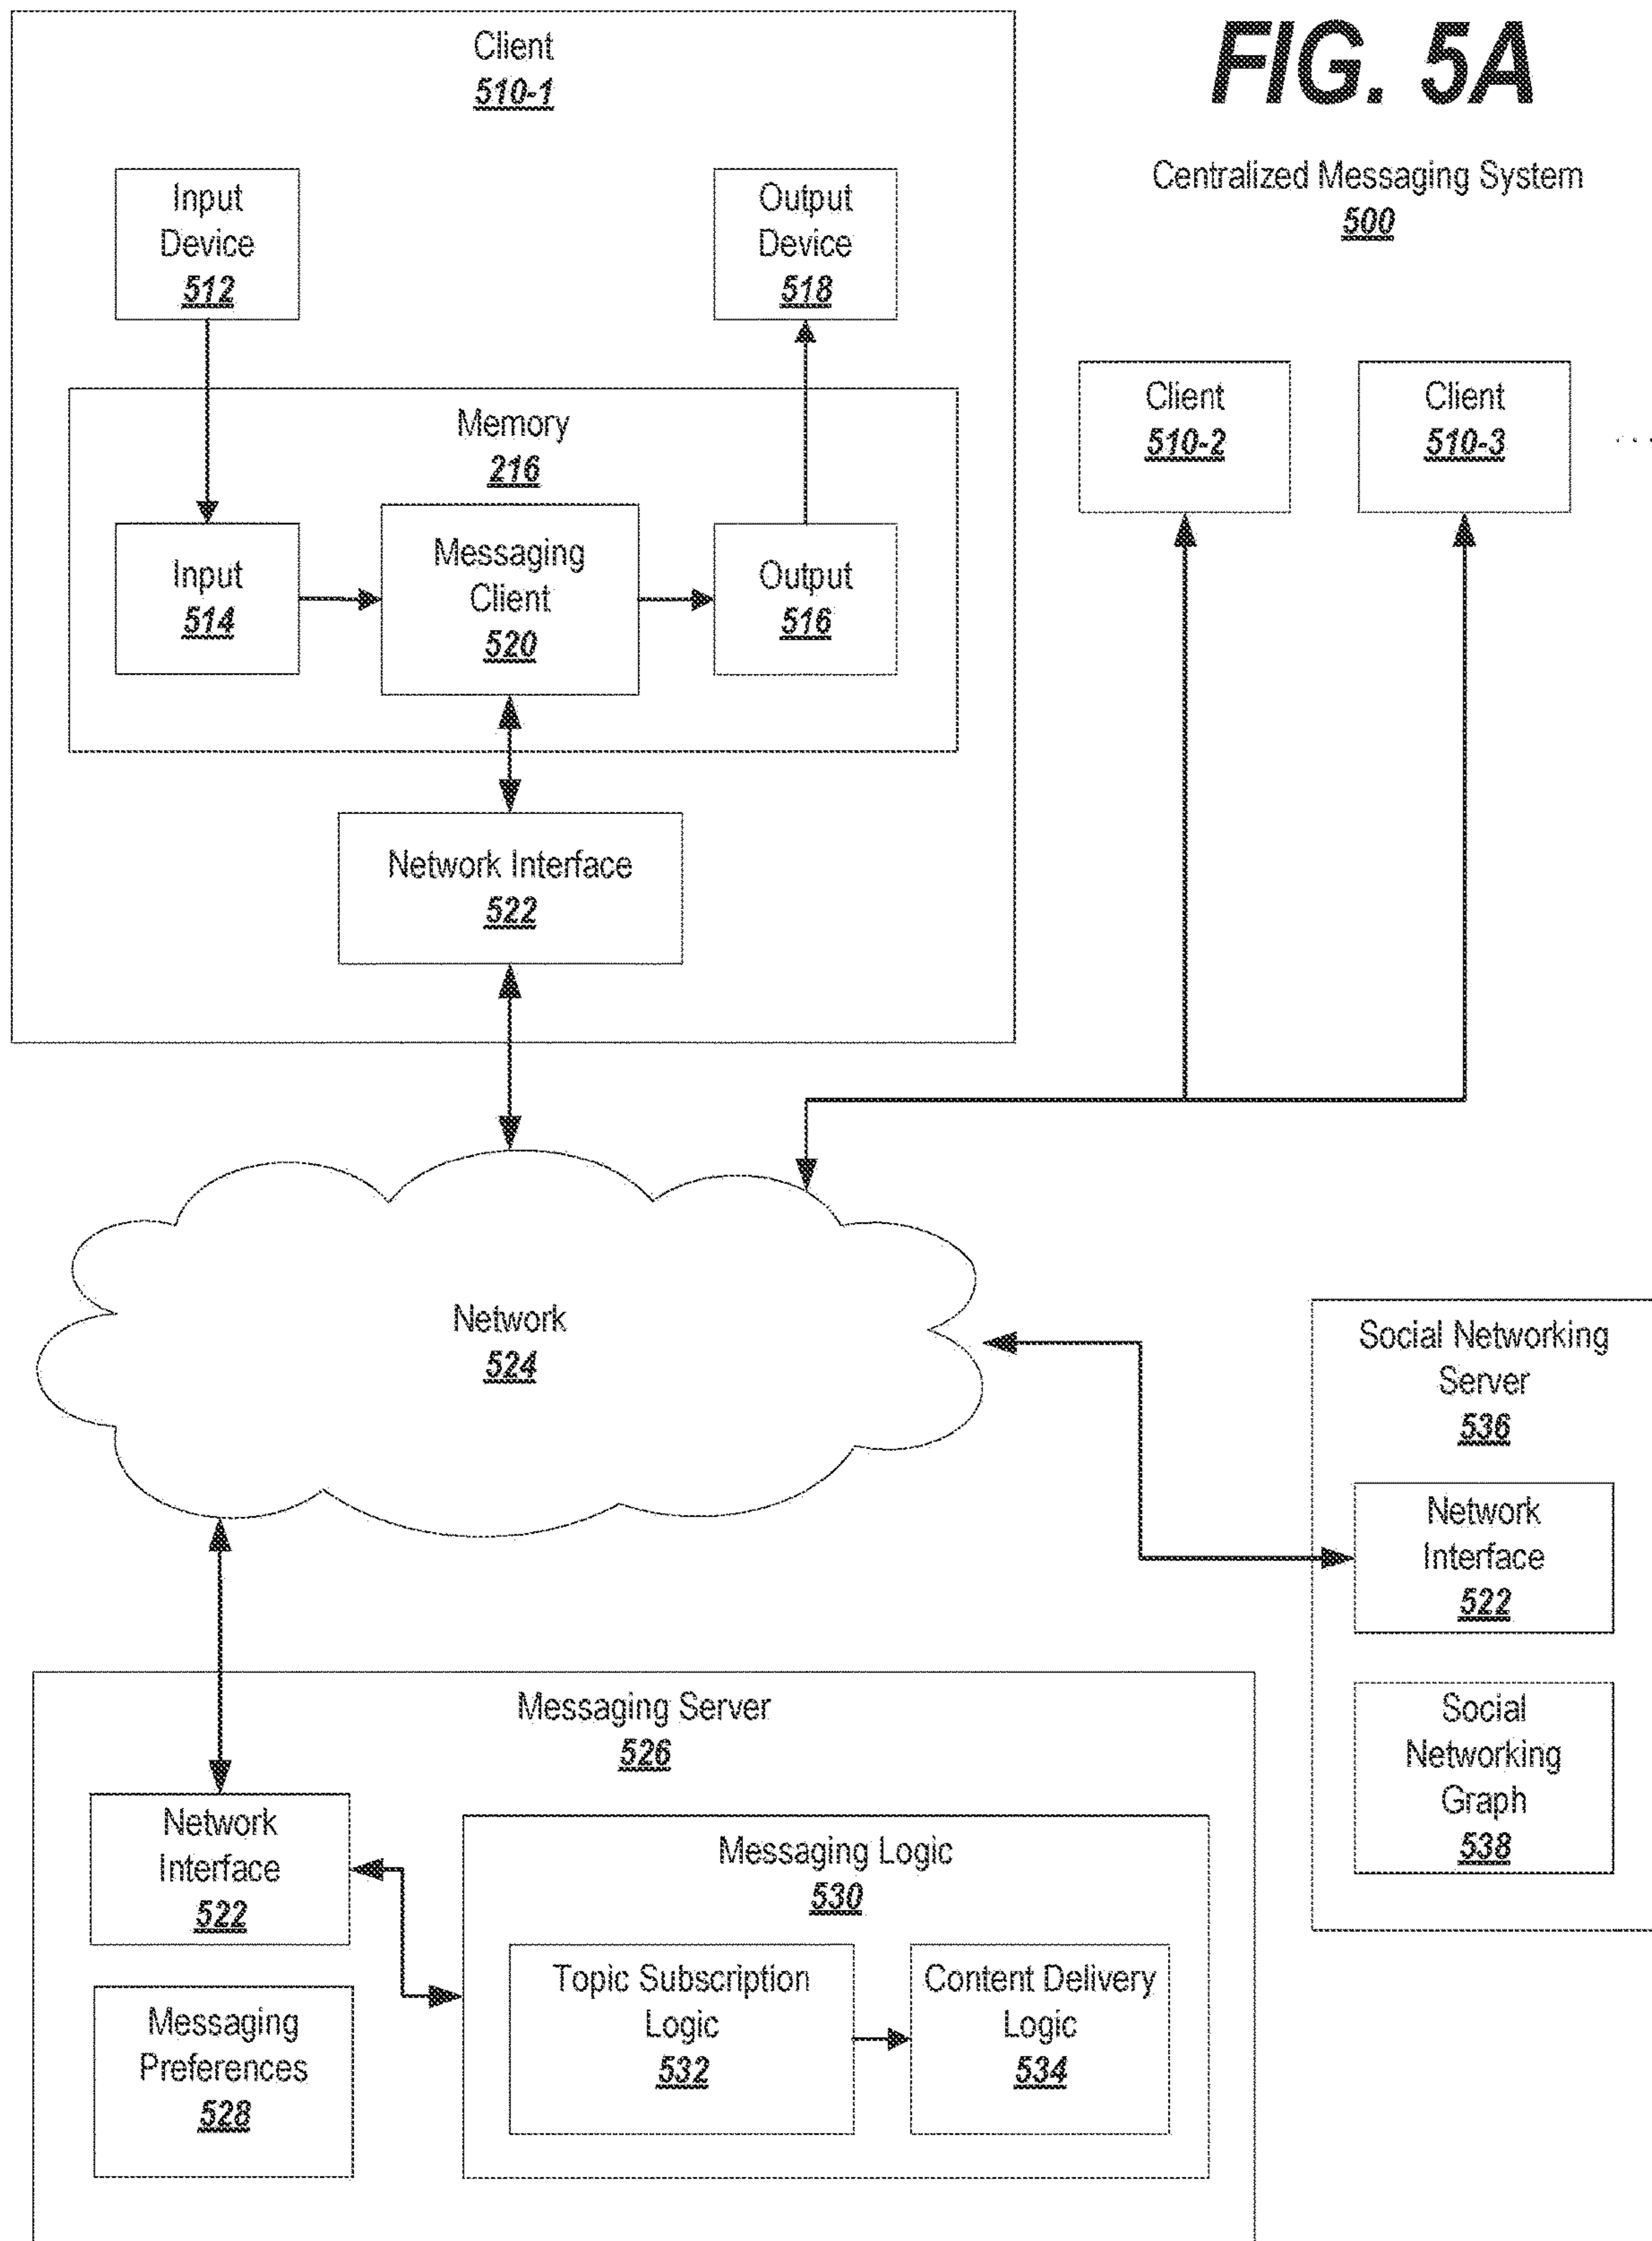 FIG. 5A
Centralized Messaging System
500
Client
510-1
Input
Device
512
Output
Device
518
Memory
216
Input
514
Messaging
Client
520
Output
516
Network Interface
522
Client
510-2
Client
510-3
. . .
Network
524
Social Networking
Server
536
Network
Interface
522
Social
Networking
Graph
538
Messaging Server
526
Network
Interface
522
Messaging
Preferences
528
Messaging Logic
530
Topic Subscription
Logic
532
Content Delivery
Logic
534